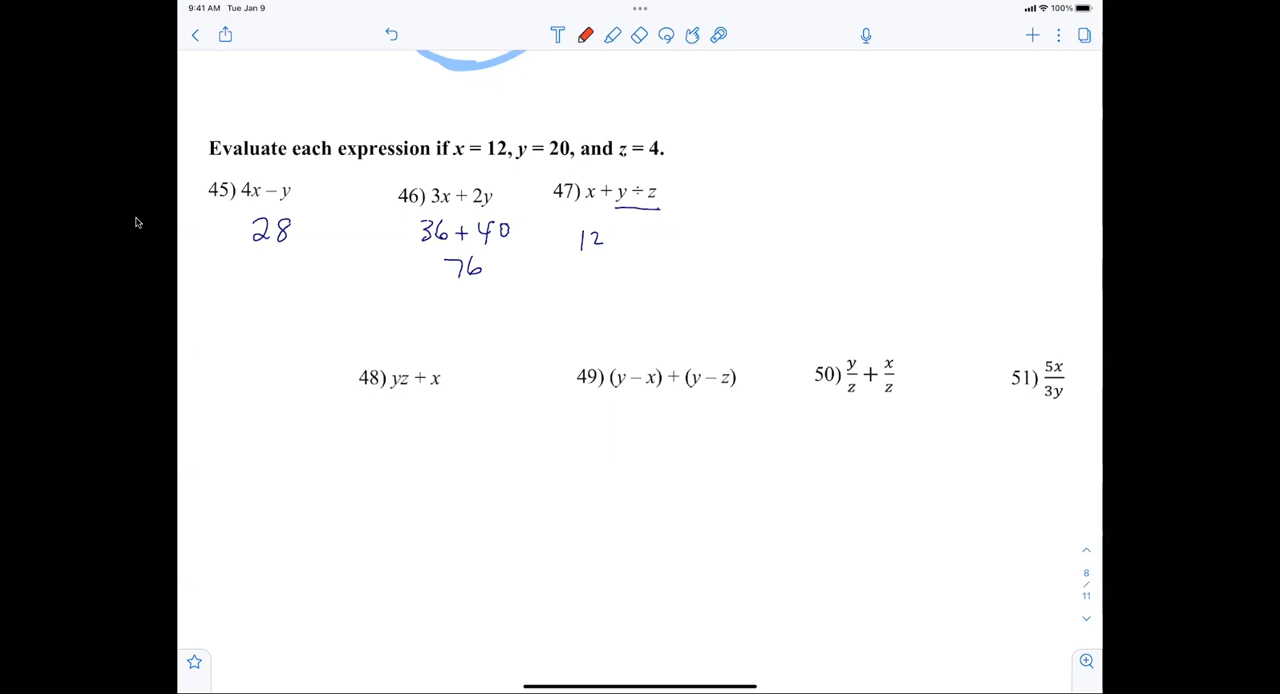 9:41 AM Tue Jan 9
100%
Evaluate each expression if x = 12, y = 20, and z = 4.
45) 4x – y
46) 3x + 2y
47) x + y ÷ z
28
36 + 40
12
76
48) yz + x
49) (y – x) + (y – z)
50) y/z + x/z
51) 5x/3y
8
/
11